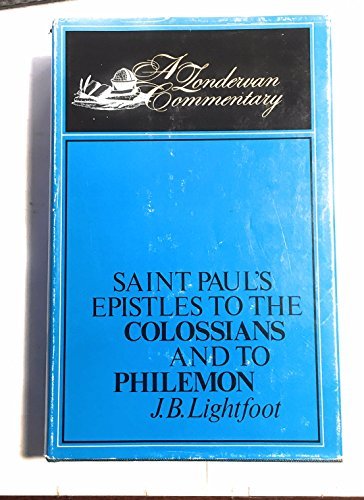 A Zondervan
Commentary
SAINT PAUL'S
EPISTLES TO THE
COLOSSIANS
AND TO
PHILEMON
J.B. Lightfoot